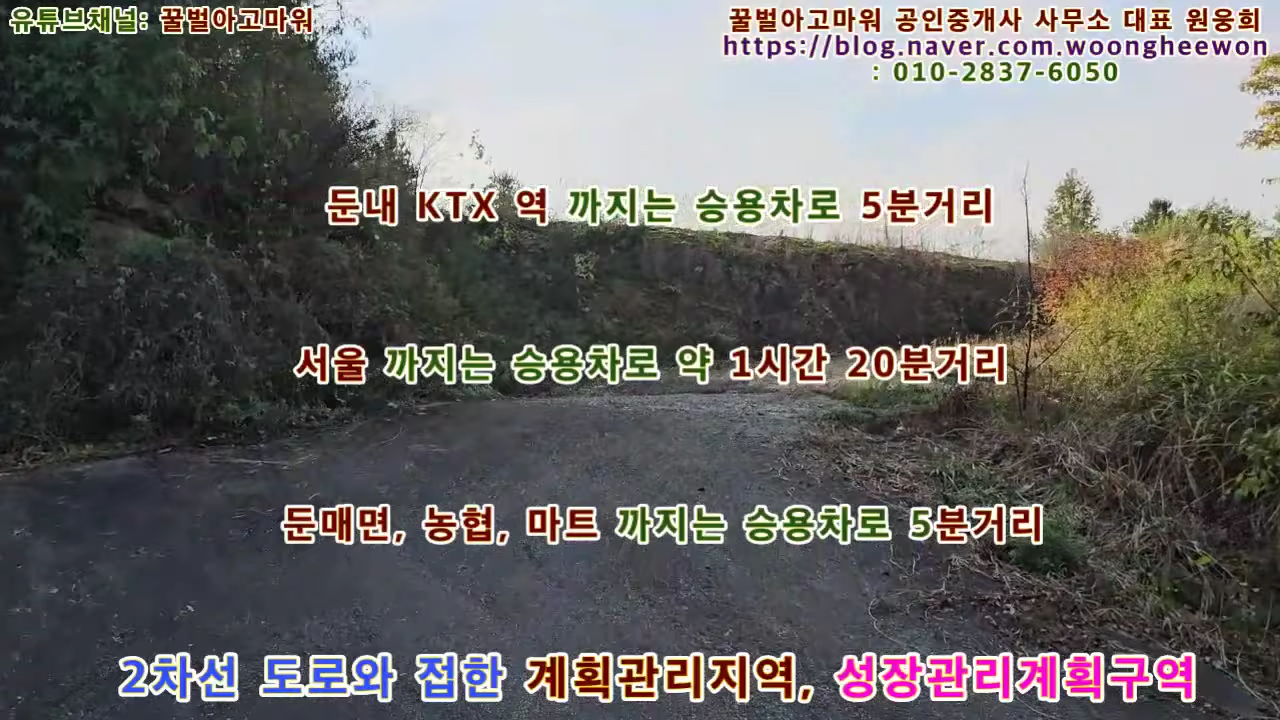 유튜브채널: 꿀벌아고마워
꿀벌아고마워 공인중개사 사무소 대표 원웅희
https://blog.naver.com.woongheewon
: 010-2837-6050
둔내 KTX 역 까지는 승용차로 5분거리
서울 까지는 승용차로 약 1시간 20분거리
둔매면, 농협, 마트 까지는 승용차로 5분거리
2차선 도로와 접한 계획관리지역, 성장관리계획구역